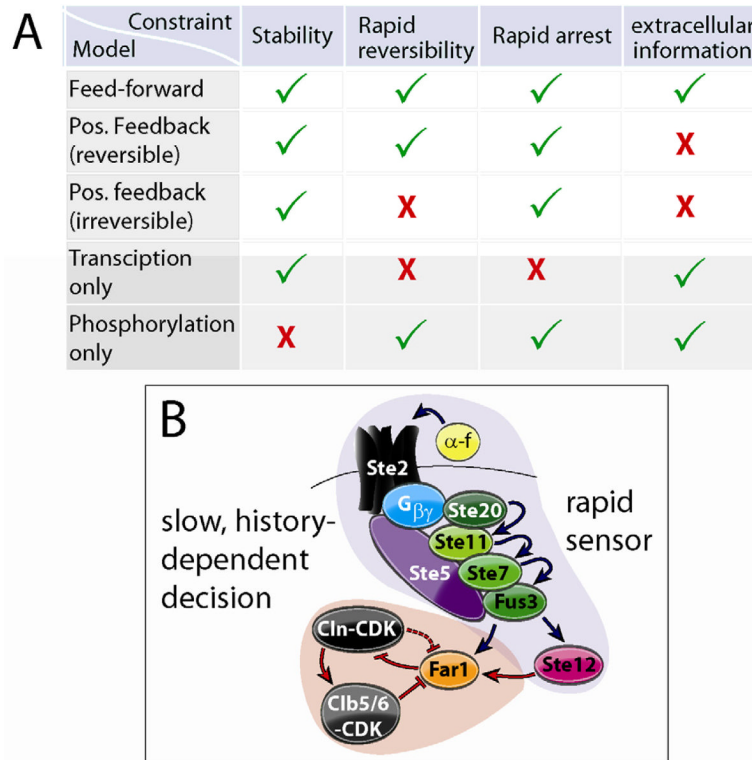 A
Constraint
Model
Stability
Rapid
reversibility
Rapid arrest
extracellular
information
Feed-forward
Pos. Feedback
(reversible)
X
Pos. feedback
(irreversible)
X
X
Transciption
only
X
X
Phosphorylation
only
X
B
α-f
Ste2
Gβγ
Ste20
Ste11
Ste5
Ste7
Fus3
slow, history-
dependent
decision
rapid
sensor
Cln-CDK
Far1
Ste12
Clb5/6
-CDK